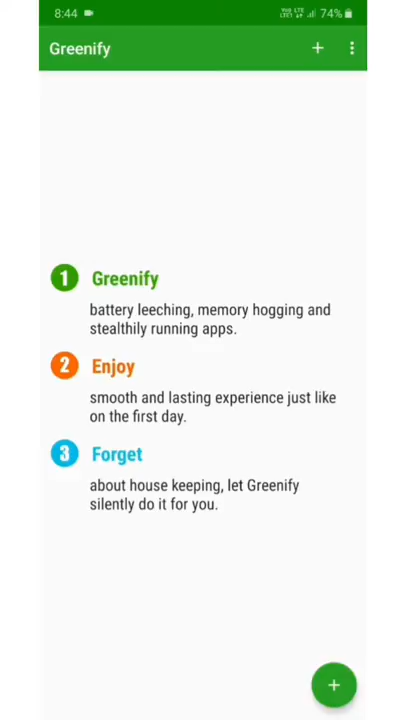 8:44
74%
Greenify
1 Greenify
battery leeching, memory hogging and
stealthily running apps.
2 Enjoy
smooth and lasting experience just like
on the first day.
3 Forget
about house keeping, let Greenify
silently do it for you.